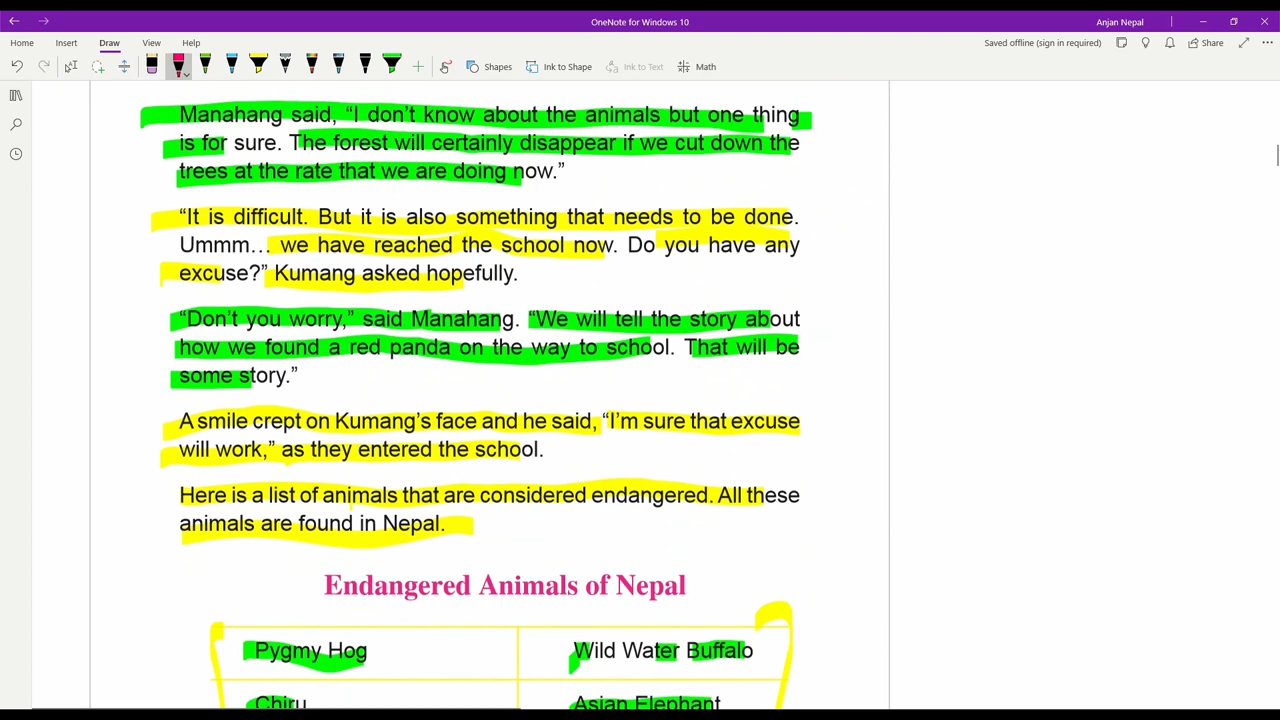 OneNote for Windows 10
Anjan Nepal
Home Insert Draw View Help
Saved offline (sign in required)
Share
Shapes
Ink to Shape
Ink to Text
Math
Manahang said, “I don’t know about the animals but one thing
is for sure. The forest will certainly disappear if we cut down the
trees at the rate that we are doing now.”
“It is difficult. But it is also something that needs to be done.
Ummm... we have reached the school now. Do you have any
excuse?” Kumang asked hopefully.
“Don’t you worry,” said Manahang. “We will tell the story about
how we found a red panda on the way to school. That will be
some story.”
A smile crept on Kumang’s face and he said, “I’m sure that excuse
will work,” as they entered the school.
Here is a list of animals that are considered endangered. All these
animals are found in Nepal.
Endangered Animals of Nepal
Pygmy Hog
Wild Water Buffalo
Chiru
Asian Elephant